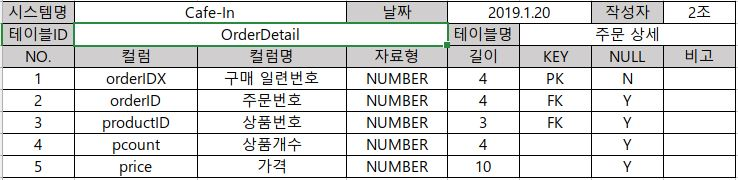 시스템명 Cafe-In 날짜 2019.1.20 작성자 2조
테이블ID OrderDetail 테이블명 주문 상세
NO. 컬럼 컬럼명 자료형 길이 KEY NULL 비고
1 orderIDX 구매 일련번호 NUMBER 4 PK N
2 orderID 주문번호 NUMBER 4 FK Y
3 productID 상품번호 NUMBER 3 FK Y
4 pcount 상품개수 NUMBER 4 Y
5 price 가격 NUMBER 10 Y